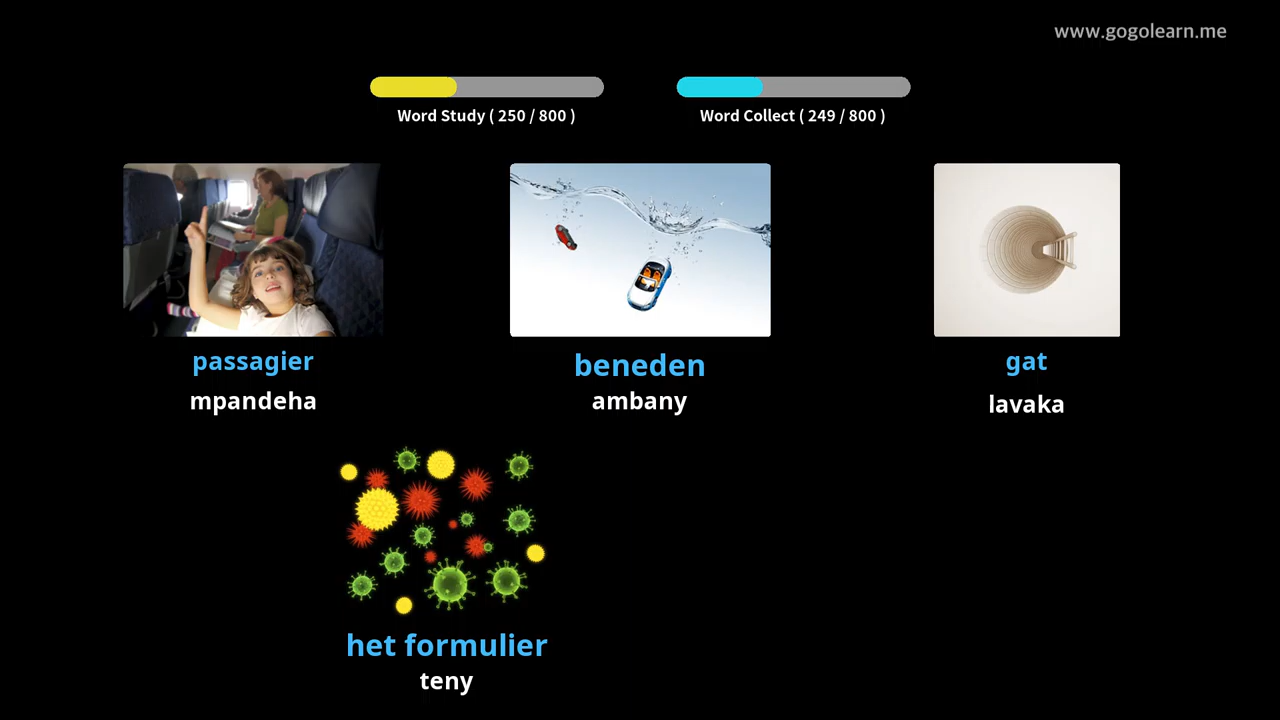 www.gogolearn.me
Word Study ( 250 / 800 )
Word Collect ( 249 / 800 )
passagier
mpandeha
beneden
ambany
gat
lavaka
het formulier
teny